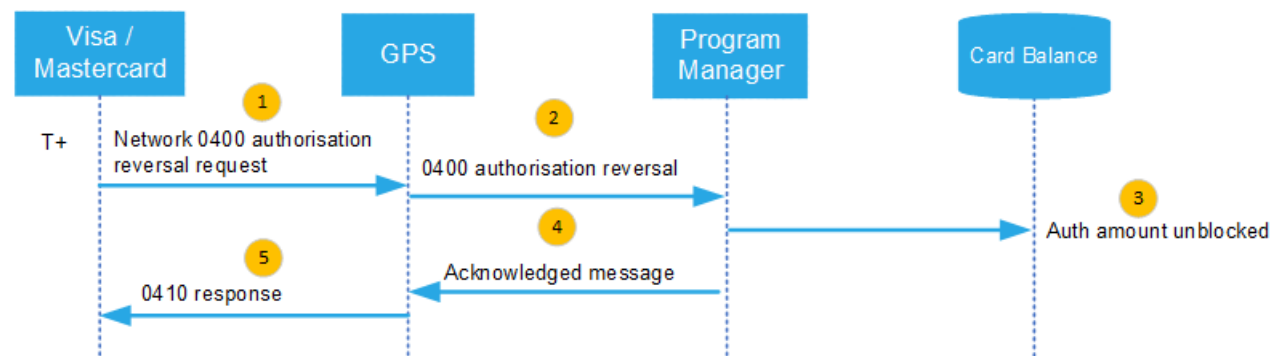 Visa /
Mastercard
GPS
Program
Manager
Card Balance
1
2
T+
Network 0400 authorisation
reversal request
0400 authorisation reversal
3
Auth amount unblocked
4
5
Acknowledged message
0410 response